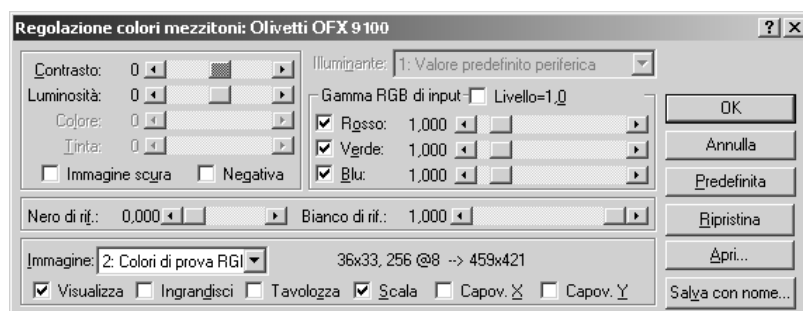 Regolazione colori mezzitoni: Olivetti OFX 9100
Contrasto: 0
Luminosità: 0
Colore: 0
Tinta: 0
Immagine scura Negativa
Illuminante: 1: Valore predefinito periferica
Gamma RGB di input Livello=1,0
Rosso: 1,000
Verde: 1,000
Blu: 1,000
Nero di rif.: 0,000 Bianco di rif.: 1,000
Immagine: 2: Colori di prova RGI 36x33, 256 @8 --> 459x421
Visualizza Ingrandisci Tavolozza Scala Capov. X Capov. Y
OK
Annulla
Predefinita
Ripristina
Apri...
Salva con nome...